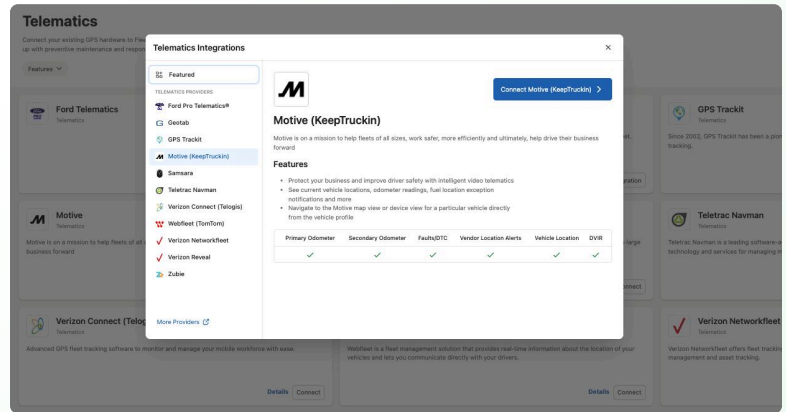 Telematics
Connect your existing GPS hardware to Flee
up with preventive maintenance and respon
Features
Ford Telematics
Telematics
Motive
Telematics
Motive is on a mission to help fleets of all
business forward
Verizon Connect (Telog
Telematics
Advanced GPS fleet tracking software to monitor and manage your mobile workforce with ease.
Details
Connect
Telematics Integrations
Featured
TELEMATICS PROVIDERS
Ford Pro Telematics®
Geotab
GPS Trackit
Motive (KeepTruckin)
Samsara
Teletrac Navman
Verizon Connect (Telogis)
Webfleet (TomTom)
Verizon Networkfleet
Verizon Reveal
Zubie
More Providers
Connect Motive (KeepTruckin)
Motive (KeepTruckin)
Motive is on a mission to help fleets of all sizes, work safer, more efficiently and ultimately, help drive their business
forward
Features
Protect your business and improve driver safety with intelligent video telematics
See current vehicle locations, odometer readings, fuel location exception
notifications and more
Navigate to the Motive map view or device view for a particular vehicle directly
from the vehicle profile
Primary Odometer Secondary Odometer Faults/DTC Vendor Location Alerts Vehicle Location DVIR
Webfleet is a fleet management solution that provides real-time information about the location of your
vehicles and lets you communicate directly with your drivers.
Details
Connect
GPS Trackit
Telematics
Since 2002, GPS Trackit has been a pion
tracking.
Teletrac Navman
Telematics
Teletrac Navman is a leading software-a
technology and services for managing m
Verizon Networkfleet
Telematics
Verizon Networkfleet offers fleet tracking
management and asset tracking.